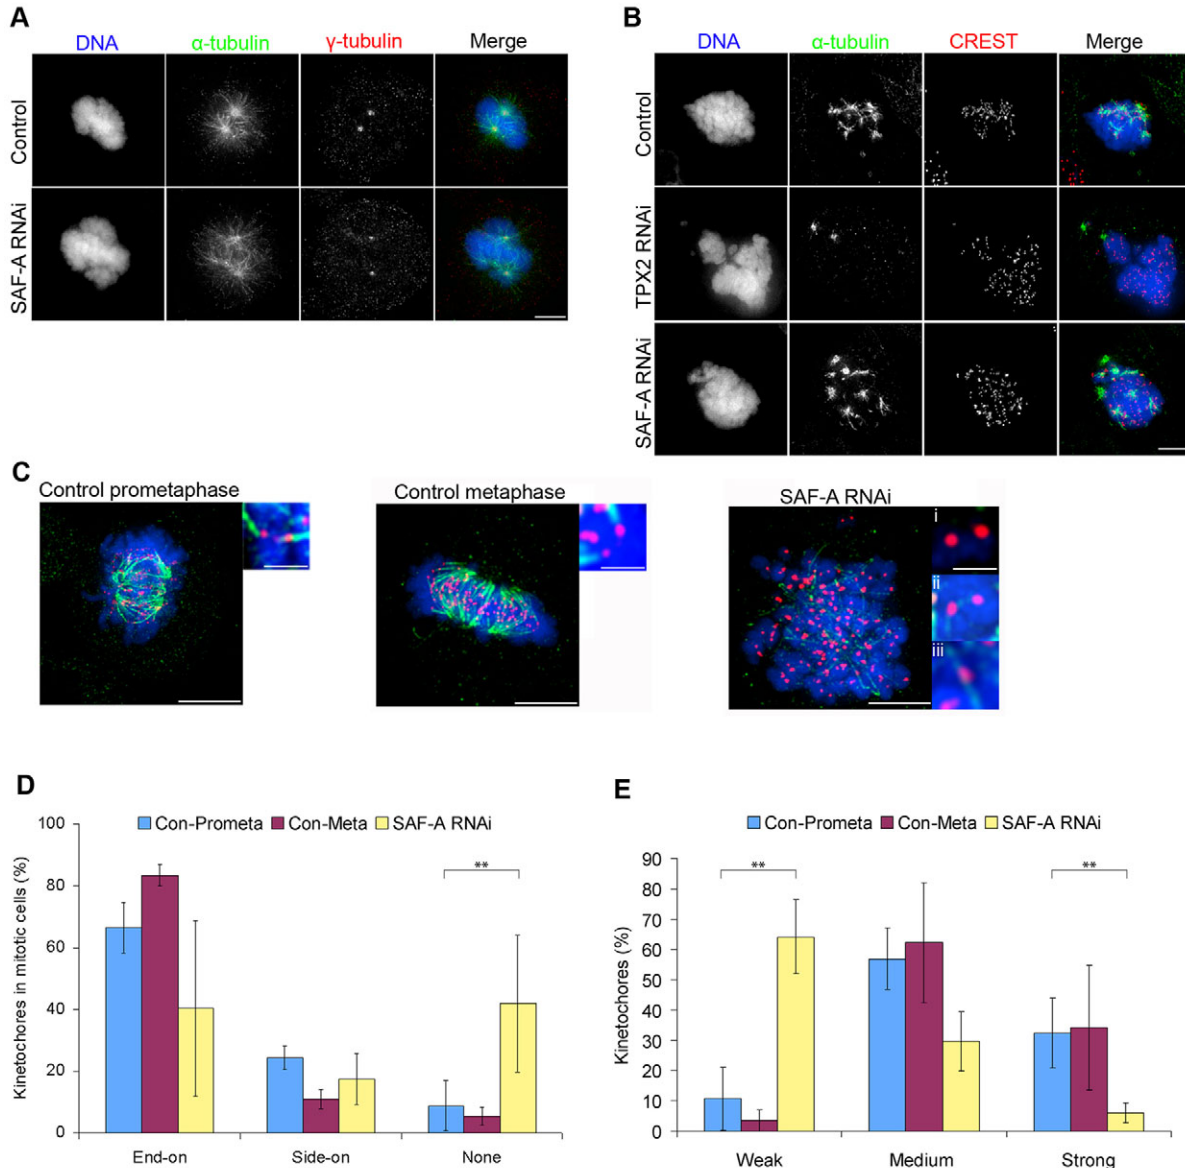 A
DNA α-tubulin γ-tubulin Merge
Control
SAF-A RNAi
B
DNA α-tubulin CREST Merge
Control
TPX2 RNAi
SAF-A RNAi
C
Control prometaphase
Control metaphase
SAF-A RNAi
i
ii
iii
D
Con-Prometa Con-Meta SAF-A RNAi
Kinetochores in mitotic cells (%)
100
80
60
40
20
0
**
End-on Side-on None
E
Con-Prometa Con-Meta SAF-A RNAi
Kinetochores (%)
90
80
70
60
50
40
30
20
10
0
** **
Weak Medium Strong